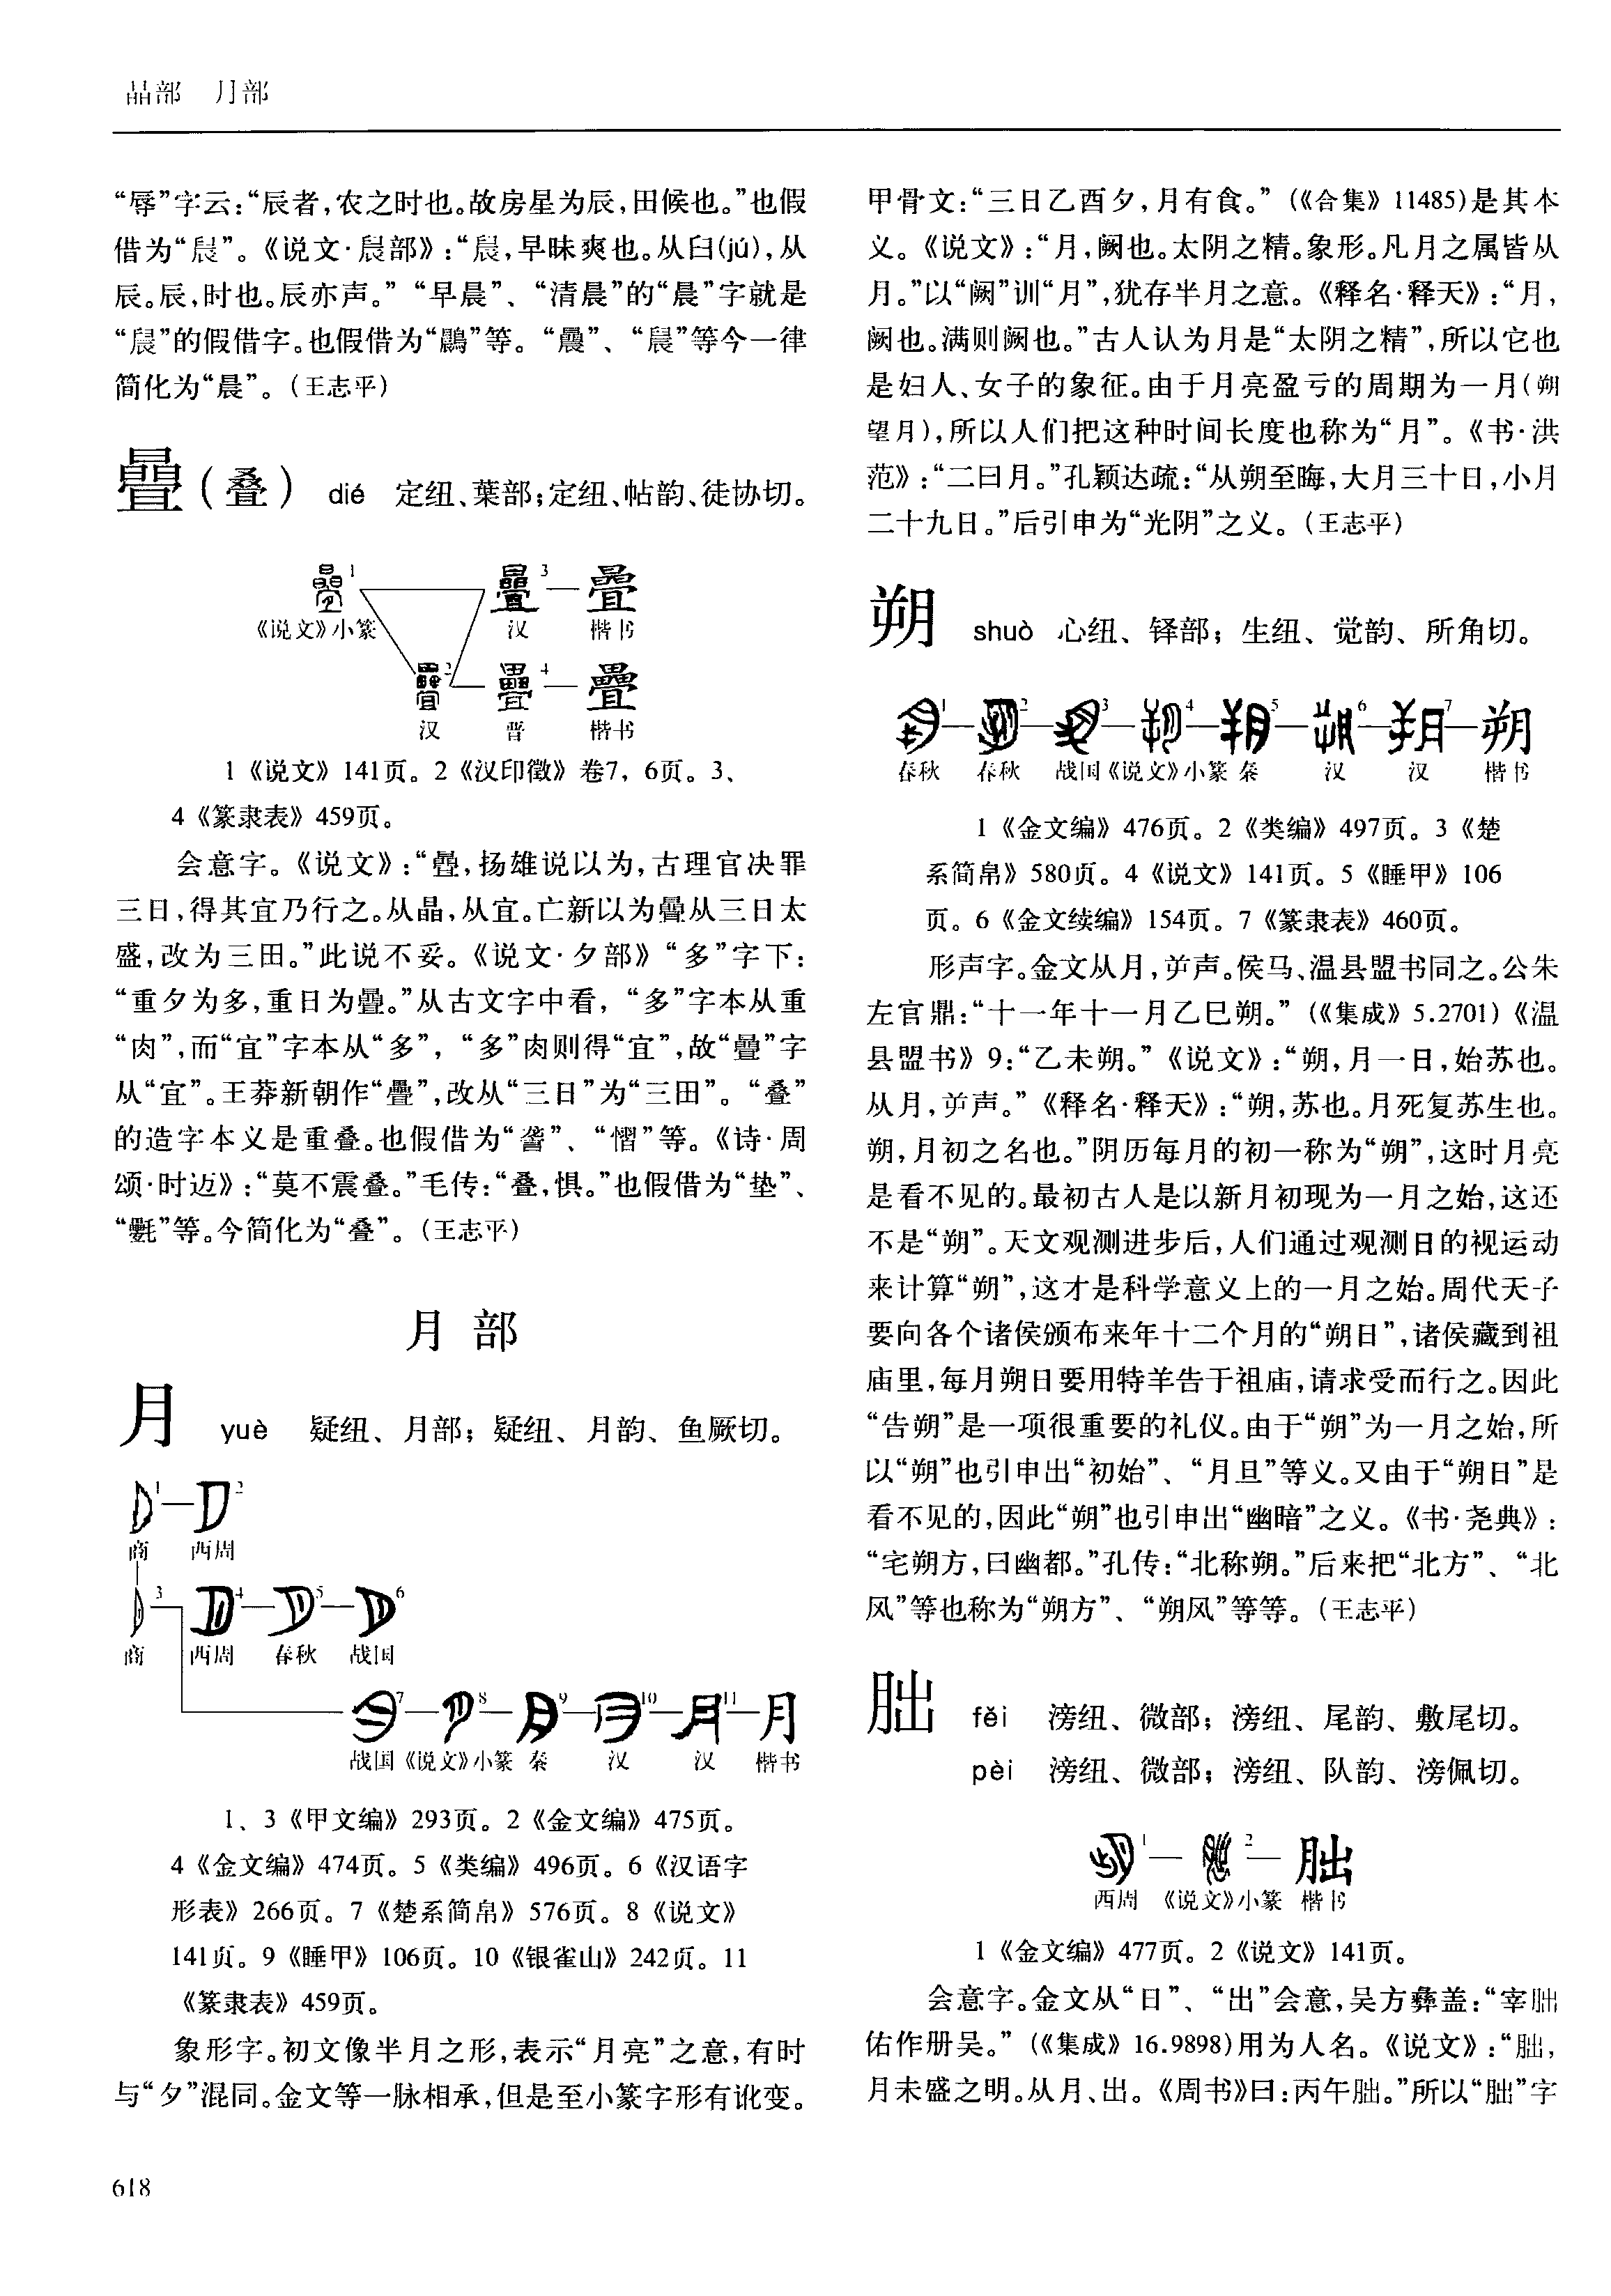 晶部 月部
“辱”字云：“辰者，农之时也。故房星为辰，田候也。”也假
借为“晨”。《说文·晨部》：“晨，早昧爽也。从臼(jú)，从
辰。辰，时也。辰亦声。”“早晨”、“清晨”的“晨”字就是
“晨”的假借字。也假借为“鷐”等。“曟”、“晨”等今一律
简化为“晨”。（王志平）
疊（叠） dié 定纽、葉部；定纽、帖韵、徒协切。
1 3
《说文》小篆 汉 楷书
2 4
汉 晋 楷书
1《说文》141页。2《汉印徵》卷7，6页。3、
4《篆隶表》459页。
会意字。《说文》：“疊，扬雄说以为，古理官决罪
三日，得其宜乃行之。从晶，从宜。亡新以为疊从三日太
盛，改为三田。”此说不妥。《说文·夕部》“多”字下：
“重夕为多，重日为疊。”从古文字中看，“多”字本从重
“肉”，而“宜”字本从“多”，“多”肉则得“宜”，故“疊”字
从“宜”。王莽新朝作“疊”，改从“三日”为“三田”。“叠”
的造字本义是重叠。也假借为“詟”、“慴”等。《诗·周
颂·时迈》：“莫不震叠。”毛传：“叠，惧。”也假借为“垫”、
“氎”等。今简化为“叠”。（王志平）
月部
月 yuè 疑纽、月部；疑纽、月韵、鱼厥切。
1 2
商 西周
3 4 5 6
商 西周 春秋 战国
7 8 9 10 11 月
战国 《说文》小篆 秦 汉 汉 楷书
1、3《甲文编》293页。2《金文编》475页。
4《金文编》474页。5《类编》496页。6《汉语字
形表》266页。7《楚系简帛》576页。8《说文》
141页。9《睡甲》106页。10《银雀山》242页。11
《篆隶表》459页。
象形字。初文像半月之形，表示“月亮”之意，有时
与“夕”混同。金文等一脉相承，但是至小篆字形有讹变。
甲骨文：“三日乙酉夕，月有食。”(《合集》11485)是其本
义。《说文》：“月，阙也。太阴之精。象形。凡月之属皆从
月。”以“阙”训“月”，犹存半月之意。《释名·释天》：“月，
阙也。满则阙也。”古人认为月是“太阴之精”，所以它也
是妇人、女子的象征。由于月亮盈亏的周期为一月（朔
望月），所以人们把这种时间长度也称为“月”。《书·洪
范》：“二曰月。”孔颖达疏：“从朔至晦，大月三十日，小月
二十九日。”后引申为“光阴”之义。（王志平）
朔 shuò 心纽、铎部；生纽、觉韵、所角切。
1 2 3 4 5 6 7 朔
春秋 春秋 战国 《说文》小篆 秦 汉 汉 楷书
1《金文编》476页。2《类编》497页。3《楚
系简帛》580页。4《说文》141页。5《睡甲》106
页。6《金文续编》154页。7《篆隶表》460页。
形声字。金文从月，屰声。侯马、温县盟书同之。公朱
左官鼎：“十一年十一月乙巳朔。”(《集成》5.2701)《温
县盟书》9：“乙未朔。”《说文》：“朔，月一日，始苏也。
从月，屰声。”《释名·释天》：“朔，苏也。月死复苏生也。
朔，月初之名也。”阴历每月的初一称为“朔”，这时月亮
是看不见的。最初古人是以新月初现为一月之始，这还
不是“朔”。天文观测进步后，人们通过观测日的视运动
来计算“朔”，这才是科学意义上的一月之始。周代天子
要向各个诸侯颁布来年十二个月的“朔日”，诸侯藏到祖
庙里，每月朔日要用特羊告于祖庙，请求受而行之。因此
“告朔”是一项很重要的礼仪。由于“朔”为一月之始，所
以“朔”也引申出“初始”、“月旦”等义。又由于“朔日”是
看不见的，因此“朔”也引申出“幽暗”之义。《书·尧典》：
“宅朔方，曰幽都。”孔传：“北称朔。”后来把“北方”、“北
风”等也称为“朔方”、“朔风”等等。（王志平）
朏 fěi 滂纽、微部；滂纽、尾韵、敷尾切。
pèi 滂纽、微部；滂纽、队韵、滂佩切。
1 2 朏
西周 《说文》小篆 楷书
1《金文编》477页。2《说文》141页。
会意字。金文从“日”、“出”会意，吴方彝盖：“宰朏
佑作册吴。”(《集成》16.9898)用为人名。《说文》：“朏，
月未盛之明。从月、出。《周书》曰：丙午朏。”所以“朏”字
618